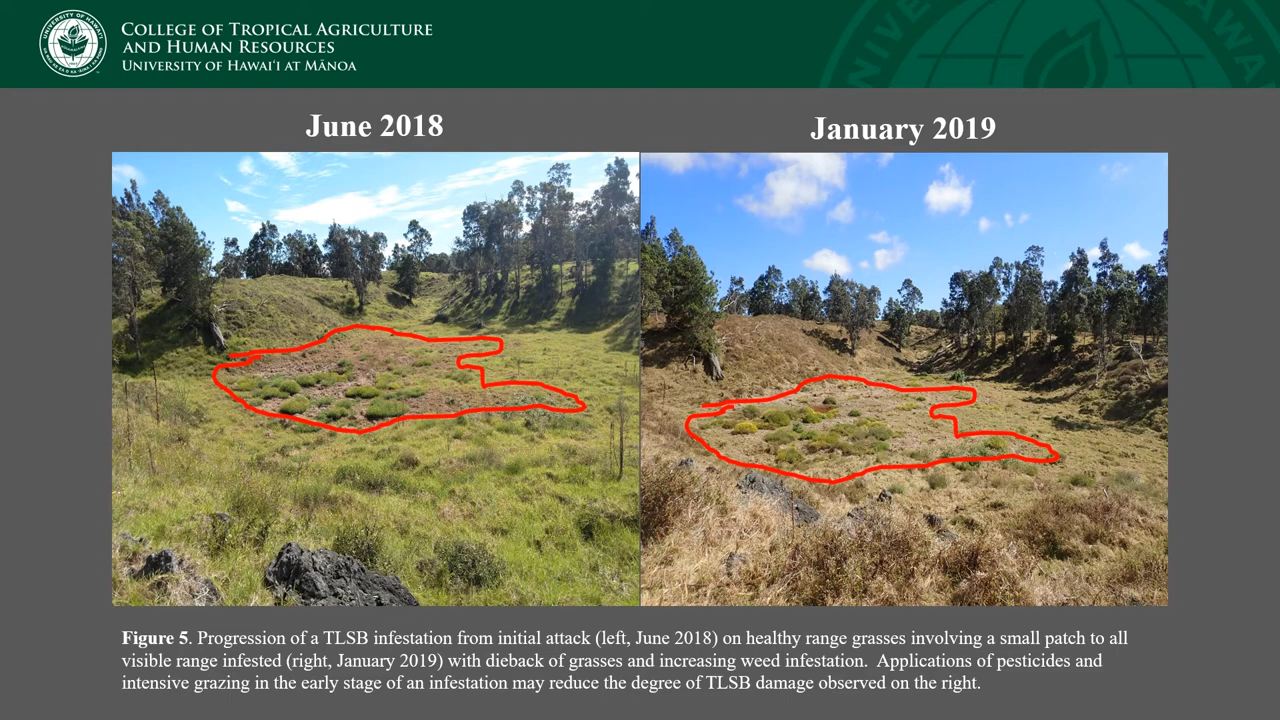 UNIVERSITY OF HAWAI‘I
COLLEGE OF TROPICAL AGRICULTURE
AND HUMAN RESOURCES
UNIVERSITY OF HAWAI‘I AT MĀNOA
June 2018
January 2019
Figure 5. Progression of a TLSB infestation from initial attack (left, June 2018) on healthy range grasses involving a small patch to all
visible range infested (right, January 2019) with dieback of grasses and increasing weed infestation.  Applications of pesticides and
intensive grazing in the early stage of an infestation may reduce the degree of TLSB damage observed on the right.